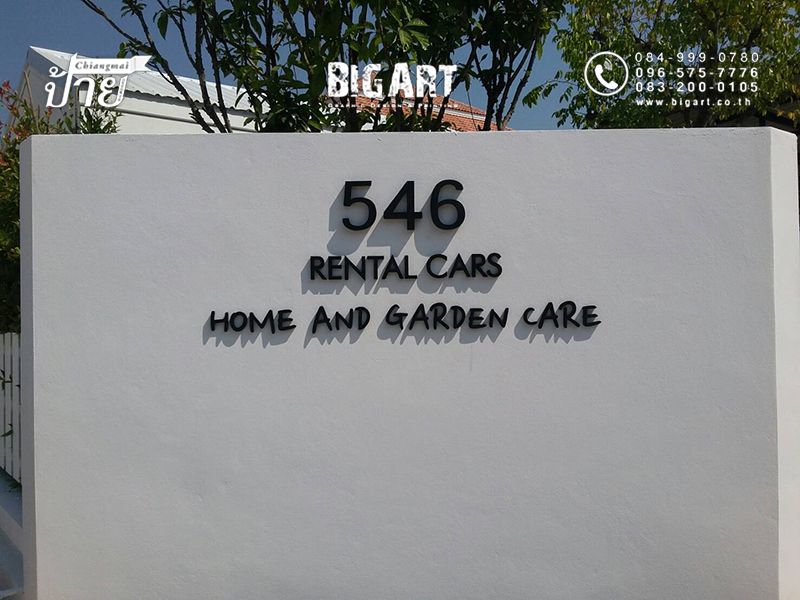 Chiangmai
ป้าย
BIGART
084-999-0780
096-575-7776
083-200-0105
www.bigart.co.th
546
RENTAL CARS
HOME AND GARDEN CARE